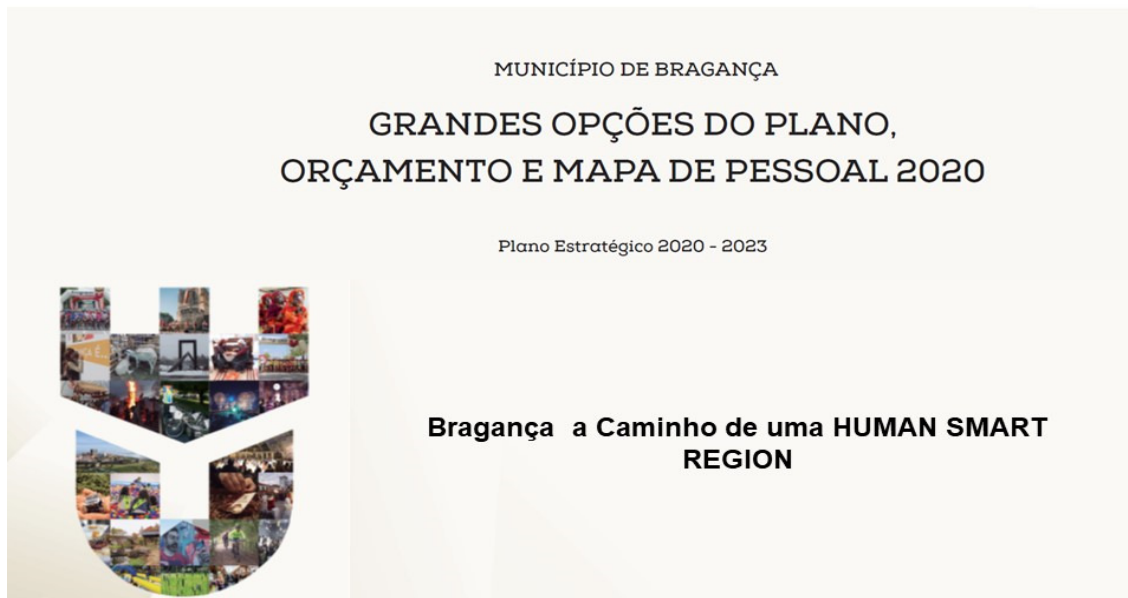 MUNICÍPIO DE BRAGANÇA
GRANDES OPÇÕES DO PLANO,
ORÇAMENTO E MAPA DE PESSOAL 2020
Plano Estratégico 2020 - 2023
Bragança a Caminho de uma HUMAN SMART
REGION